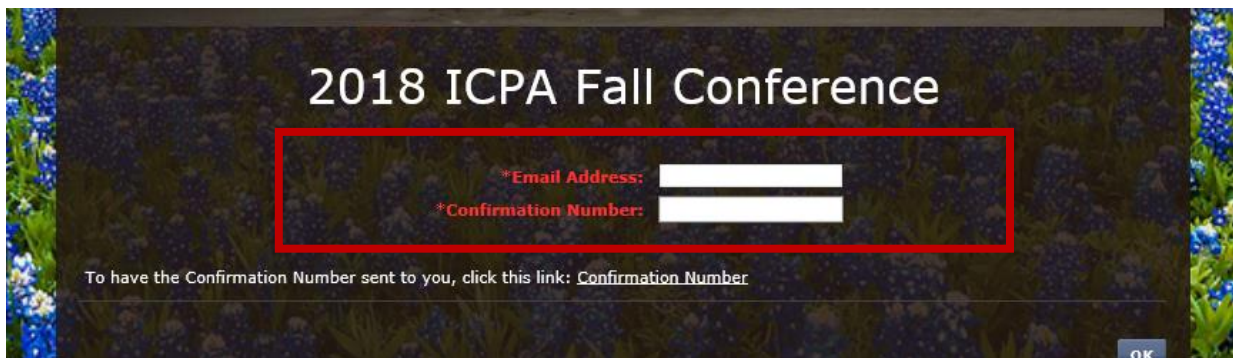 2018 ICPA Fall Conference
*Email Address:
*Confirmation Number:
To have the Confirmation Number sent to you, click this link: Confirmation Number
OK